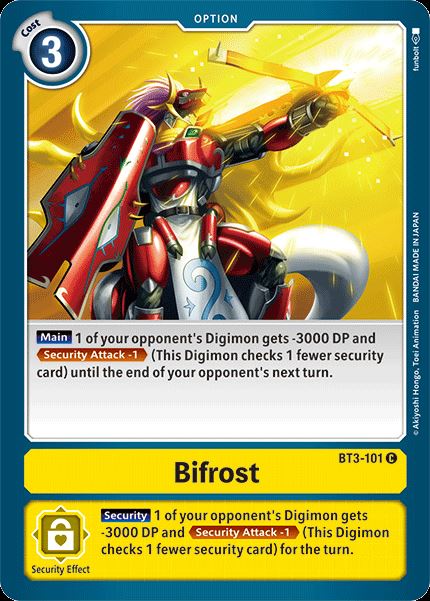 OPTION
Cost
3
funbolt
Main 1 of your opponent's Digimon gets -3000 DP and
Security Attack -1 (This Digimon checks 1 fewer security
card) until the end of your opponent's next turn.
©Akiyoshi Hongo, Toei Animation BANDAI MADE IN JAPAN
BT3-101 C
Bifrost
Security 1 of your opponent's Digimon gets
-3000 DP and Security Attack -1 (This Digimon
checks 1 fewer security card) for the turn.
Security Effect